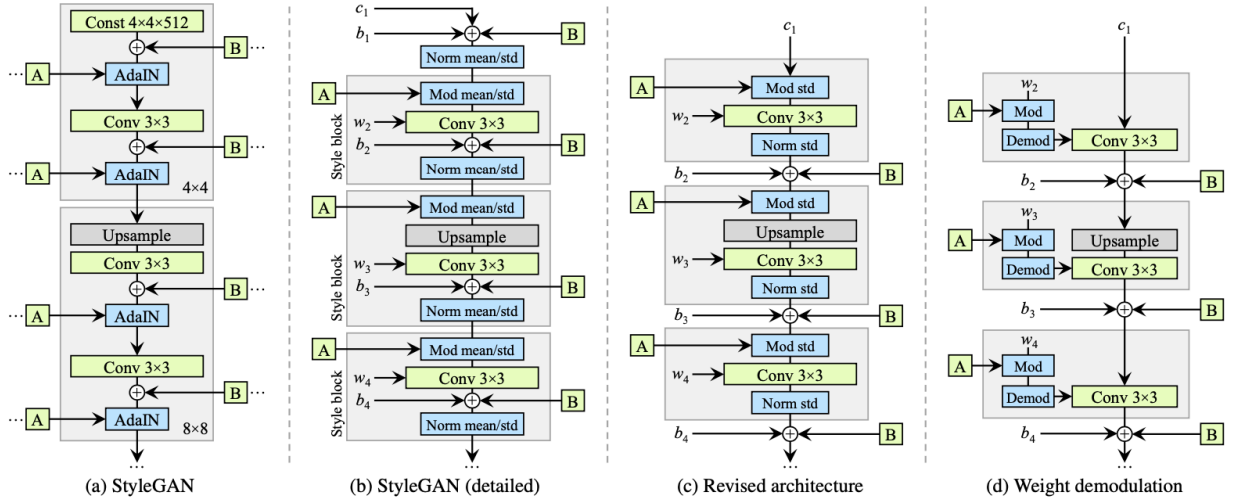 Const 4×4×512
B ...
... A
AdaIN
Conv 3×3
B ...
... A
AdaIN
4×4
Upsample
Conv 3×3
B ...
... A
AdaIN
Conv 3×3
B ...
... A
AdaIN
8×8
...
(a) StyleGAN
c1
b1
B
Norm mean/std
A
Mod mean/std
w2
Conv 3×3
b2
B
Norm mean/std
Style block
A
Mod mean/std
Upsample
w3
Conv 3×3
b3
B
Norm mean/std
Style block
A
Mod mean/std
w4
Conv 3×3
b4
B
Norm mean/std
Style block
...
(b) StyleGAN (detailed)
c1
A
Mod std
w2
Conv 3×3
Norm std
b2
B
A
Mod std
Upsample
w3
Conv 3×3
Norm std
b3
B
A
Mod std
w4
Conv 3×3
Norm std
b4
B
...
(c) Revised architecture
c1
w2
A
Mod
Demod
Conv 3×3
b2
B
w3
A
Mod
Upsample
Demod
Conv 3×3
b3
B
w4
A
Mod
Demod
Conv 3×3
b4
B
...
(d) Weight demodulation